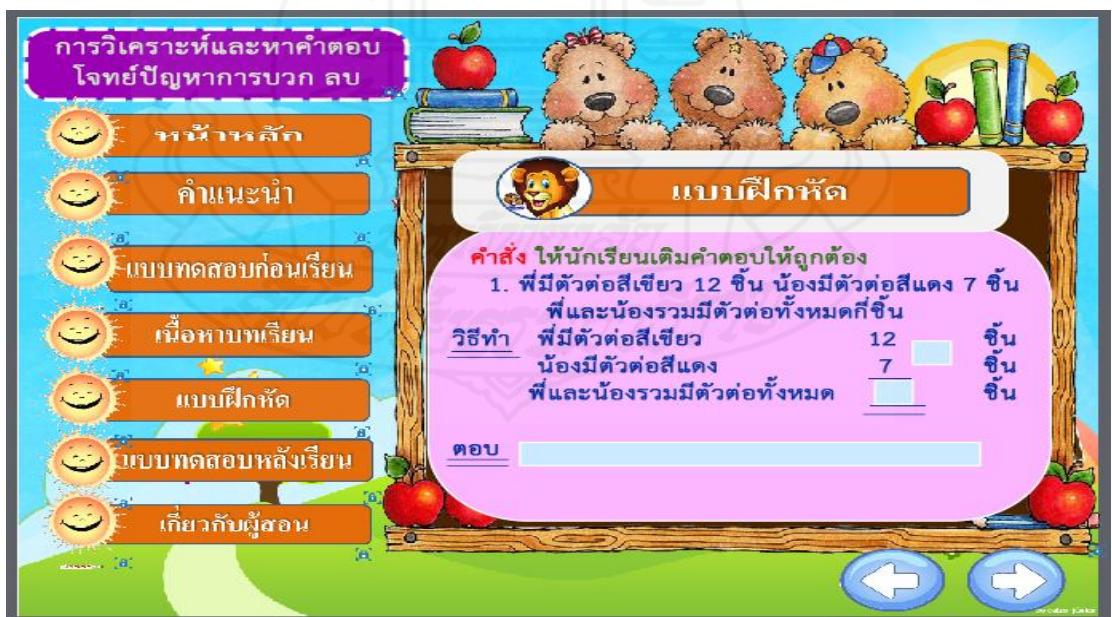 การวิเคราะห์และหาคำตอบ
โจทย์ปัญหาการบวก ลบ
หน้าหลัก
คำแนะนำ
แบบทดสอบก่อนเรียน
เนื้อหาบทเรียน
แบบฝึกหัด
แบบทดสอบหลังเรียน
เกี่ยวกับผู้สอน
แบบฝึกหัด
คำสั่ง ให้นักเรียนเติมคำตอบให้ถูกต้อง
1. พี่มีตัวต่อสีเขียว 12 ชิ้น น้องมีตัวต่อสีแดง 7 ชิ้น
พี่และน้องรวมมีตัวต่อทั้งหมดกี่ชิ้น
วิธีทำ พี่มีตัวต่อสีเขียว 12 ชิ้น
น้องมีตัวต่อสีแดง 7 ชิ้น
พี่และน้องรวมมีตัวต่อทั้งหมด ชิ้น
ตอบ